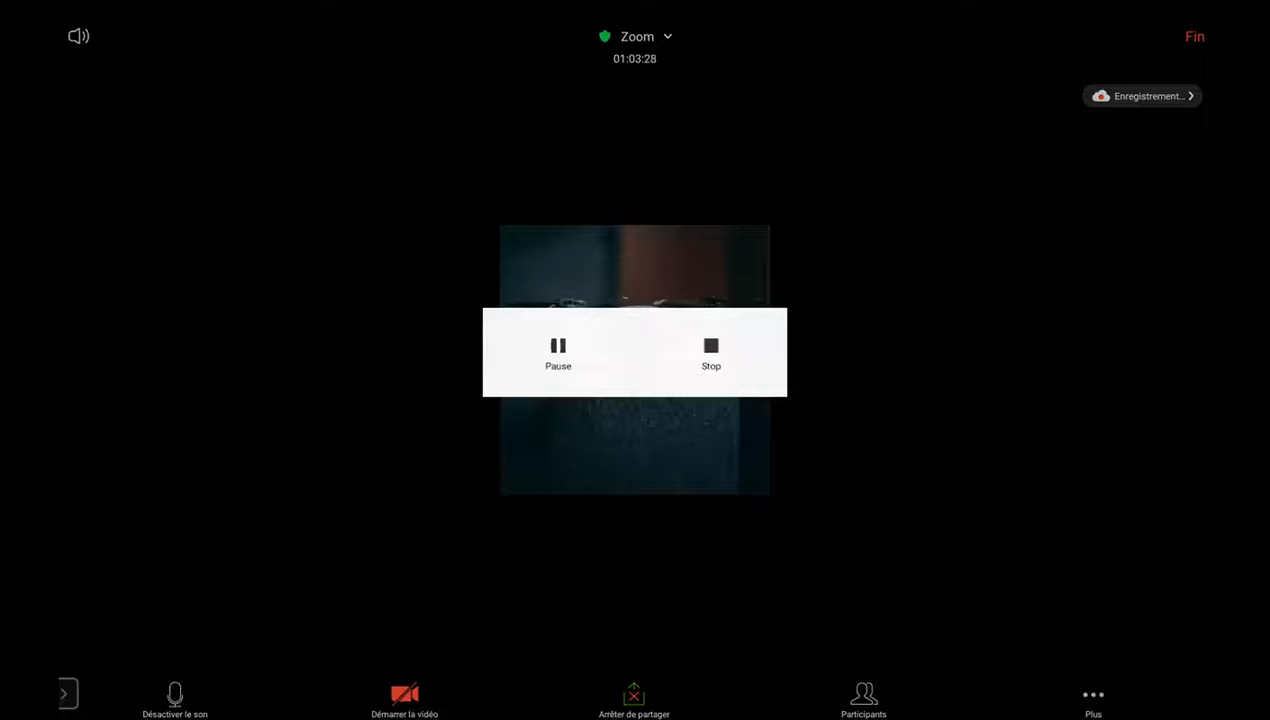 Zoom
01:03:28
Fin
Enregistrement...
Pause
Stop
Désactiver le son
Démarrer la vidéo
Arrêter de partager
Participants
Plus